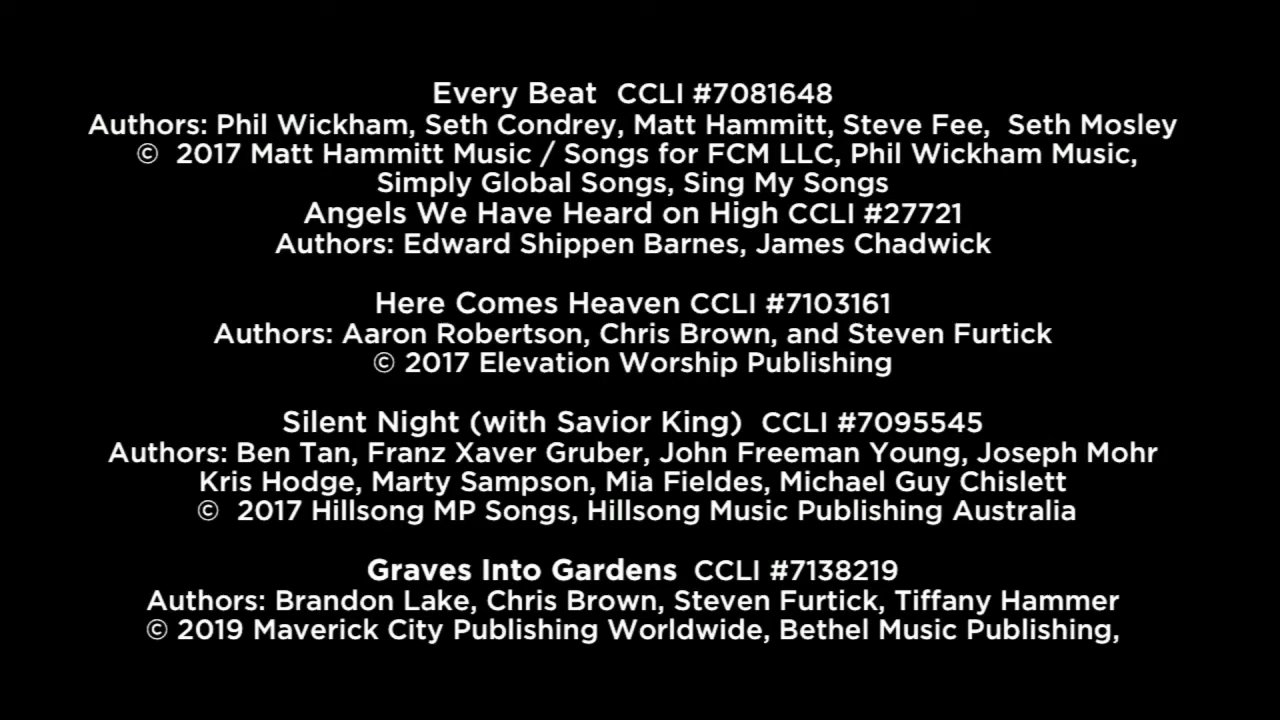 Every Beat  CCLI #7081648
Authors: Phil Wickham, Seth Condrey, Matt Hammitt, Steve Fee,  Seth Mosley
©  2017 Matt Hammitt Music / Songs for FCM LLC, Phil Wickham Music,
Simply Global Songs, Sing My Songs
Angels We Have Heard on High CCLI #27721
Authors: Edward Shippen Barnes, James Chadwick
Here Comes Heaven CCLI #7103161
Authors: Aaron Robertson, Chris Brown, and Steven Furtick
© 2017 Elevation Worship Publishing
Silent Night (with Savior King)  CCLI #7095545
Authors: Ben Tan, Franz Xaver Gruber, John Freeman Young, Joseph Mohr
Kris Hodge, Marty Sampson, Mia Fieldes, Michael Guy Chislett
©  2017 Hillsong MP Songs, Hillsong Music Publishing Australia
Graves Into Gardens  CCLI #7138219
Authors: Brandon Lake, Chris Brown, Steven Furtick, Tiffany Hammer
© 2019 Maverick City Publishing Worldwide, Bethel Music Publishing,